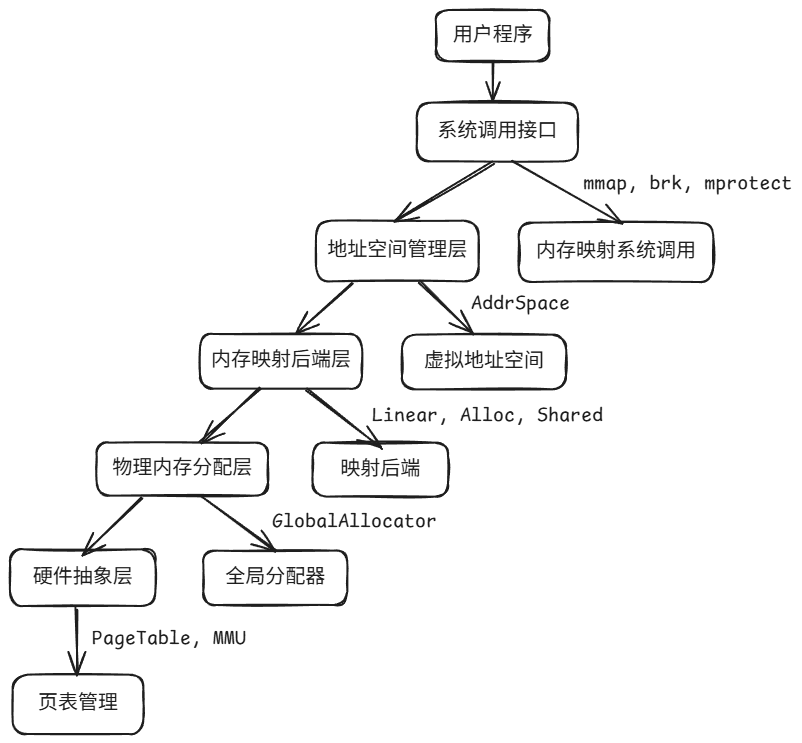 用户程序
系统调用接口
mmap, brk, mprotect
地址空间管理层
内存映射系统调用
AddrSpace
内存映射后端层
虚拟地址空间
Linear, Alloc, Shared
物理内存分配层
映射后端
GlobalAllocator
硬件抽象层
全局分配器
PageTable, MMU
页表管理